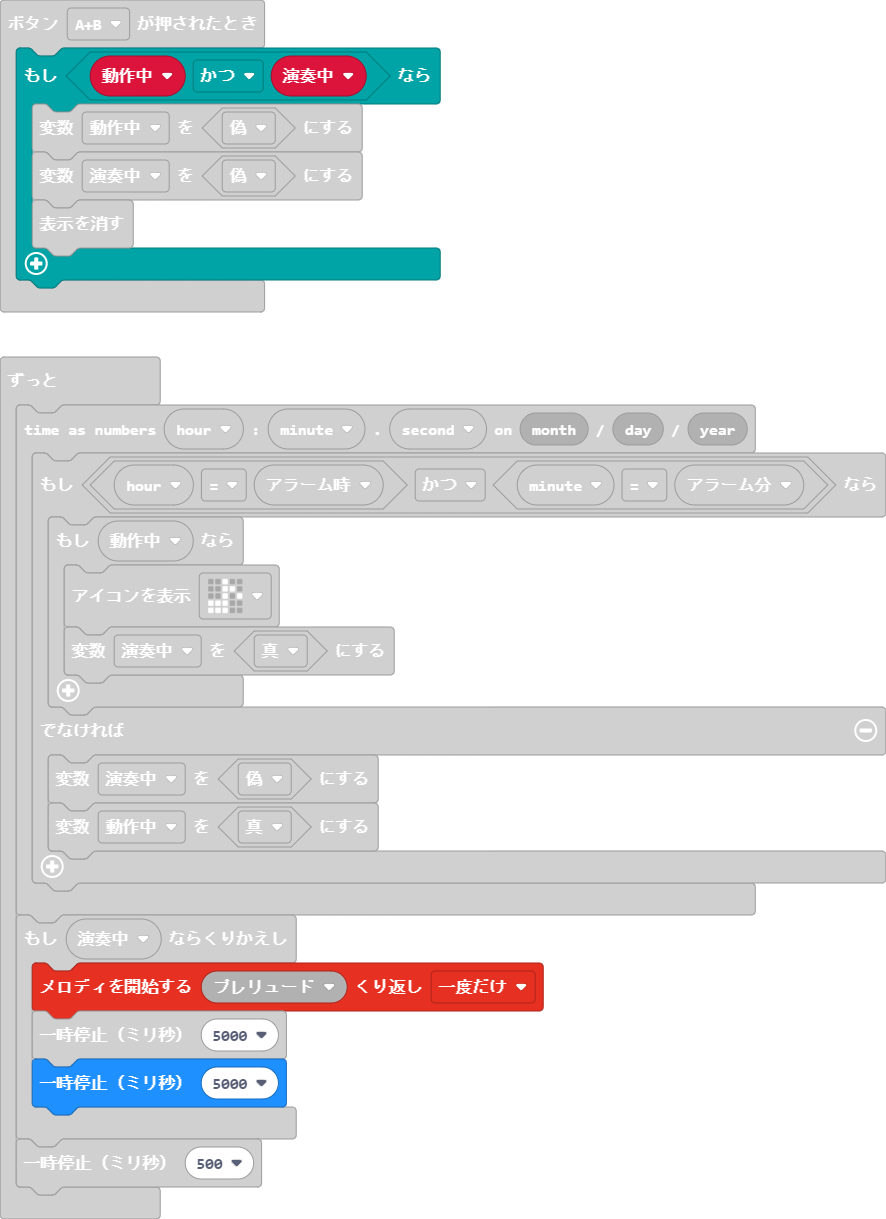 ボタン A+B が押されたとき
もし 動作中 かつ 演奏中 なら
変数 動作中 を 偽 にする
変数 演奏中 を 偽 にする
表示を消す
ずっと
time as numbers hour : minute . second on month / day / year
もし hour = アラーム時 かつ minute = アラーム分 なら
もし 動作中 なら
アイコンを表示
変数 演奏中 を 真 にする
でなければ
変数 演奏中 を 偽 にする
変数 動作中 を 真 にする
もし 演奏中 ならくりかえし
メロディを開始する プレリュード くり返し 一度だけ
一時停止（ミリ秒） 5000
一時停止（ミリ秒） 5000
一時停止（ミリ秒） 500